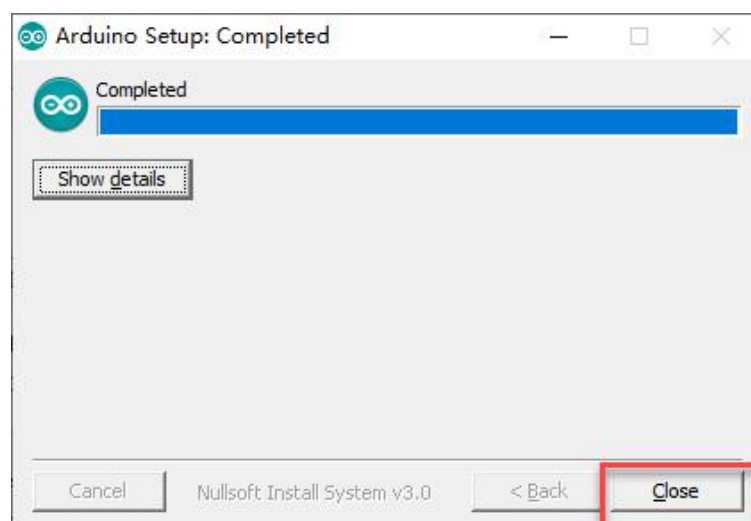 Arduino Setup: Completed
Completed
Show details
Cancel
Nullsoft Install System v3.0
< Back
Close